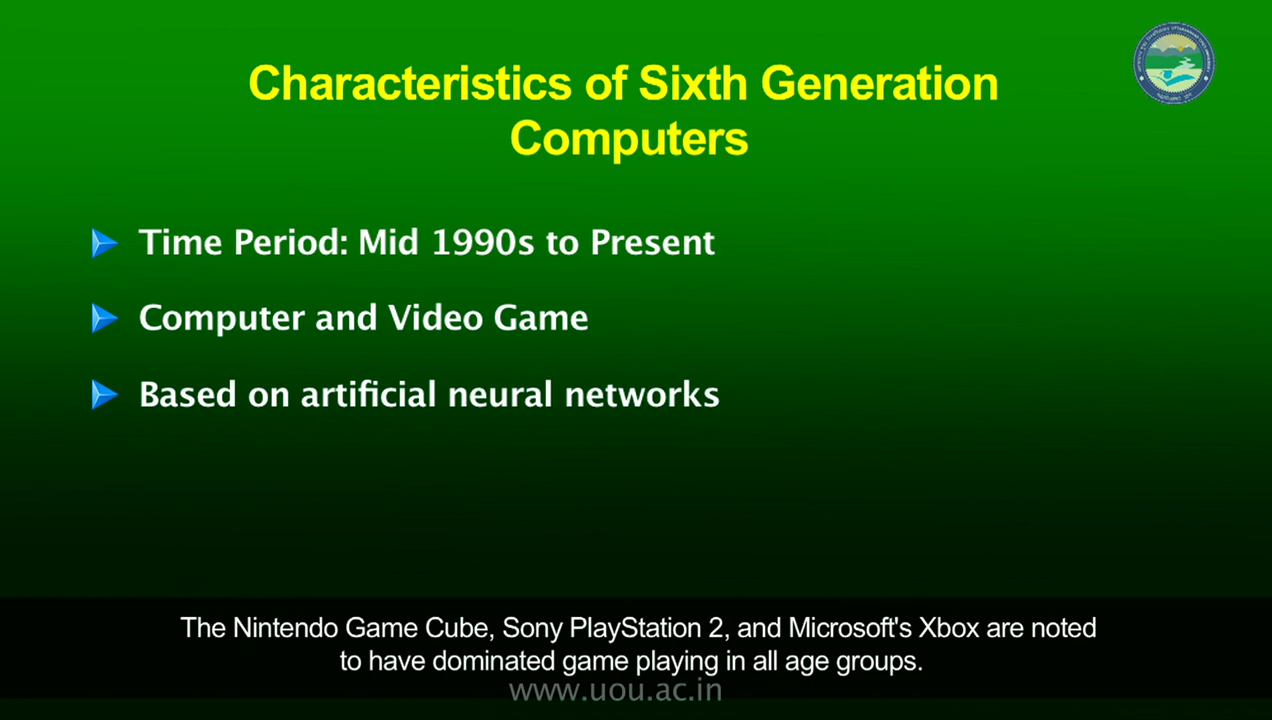 Characteristics of Sixth Generation
Computers
Time Period: Mid 1990s to Present
Computer and Video Game
Based on artificial neural networks
The Nintendo Game Cube, Sony PlayStation 2, and Microsoft's Xbox are noted
to have dominated game playing in all age groups.
www.uou.ac.in